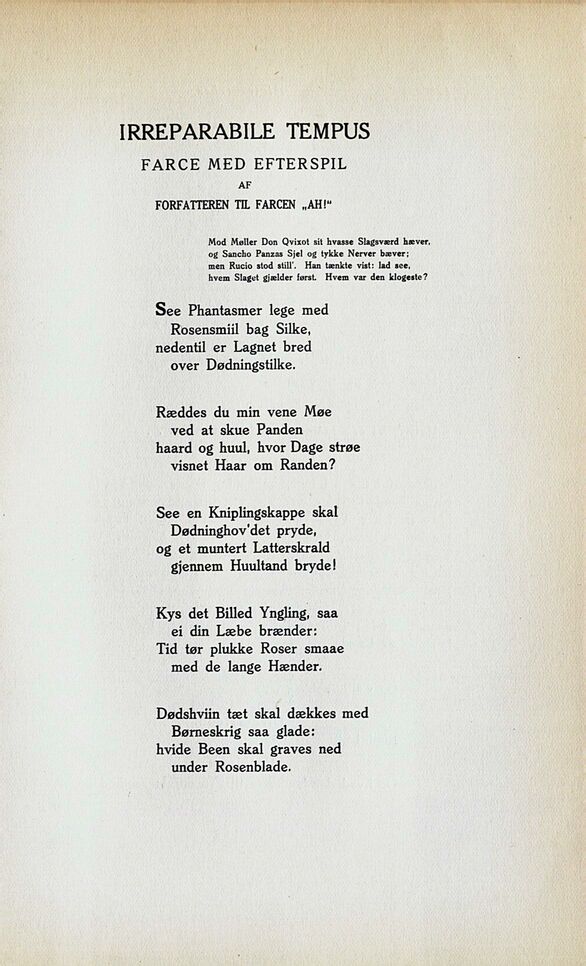 IRREPARABILE TEMPUS
FARCE MED EFTERSPIL
AF
FORFATTEREN TIL FARCEN „AH!“
Mod Møller Don Qvixot sit hvasse Slagsværd hæver,
og Sancho Panzas Sjel og tykke Nerver bæver;
men Rucio stod still'. Han tænkte vist: lad see,
hvem Slaget gjælder først. Hvem var den klogeste?
See Phantasmer lege med
Rosensmiil bag Silke,
nedentil er Lagnet bred
over Dødningstilke.
Ræddes du min vene Møe
ved at skue Panden
haard og huul, hvor Dage strøe
visnet Haar om Randen?
See en Kniplingskappe skal
Dødninghov'det pryde,
og et muntert Latterskrald
gjennem Huultand bryde!
Kys det Billed Yngling, saa
ei din Læbe brænder:
Tid tør plukke Roser smaae
med de lange Hænder.
Dødshviin tæt skal dækkes med
Børneskrig saa glade:
hvide Been skal graves ned
under Rosenblade.